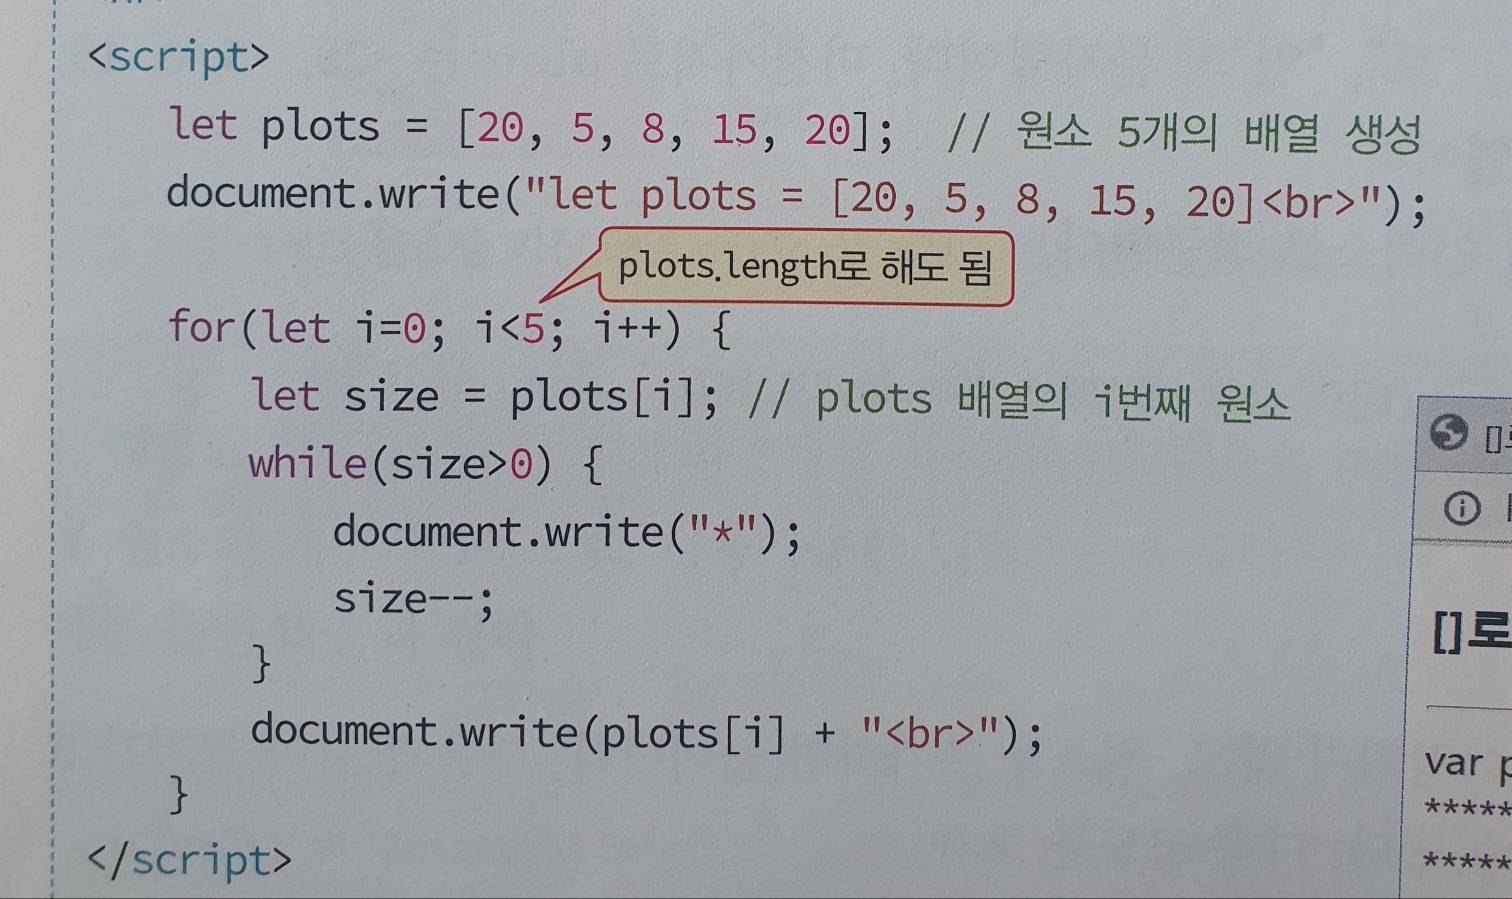 <script>
let plots = [20, 5, 8, 15, 20];  // 원소 5개의 배열 생성
document.write("let plots = [20, 5, 8, 15, 20]<br>");
plots.length로 해도 됨
for(let i=0; i<5; i++) {
let size = plots[i]; // plots 배열의 i번째 원소
while(size>0) {
document.write("*");
size--;
}
document.write(plots[i] + "<br>");
}
</script>
[]로
[]로
var p
*****
*****